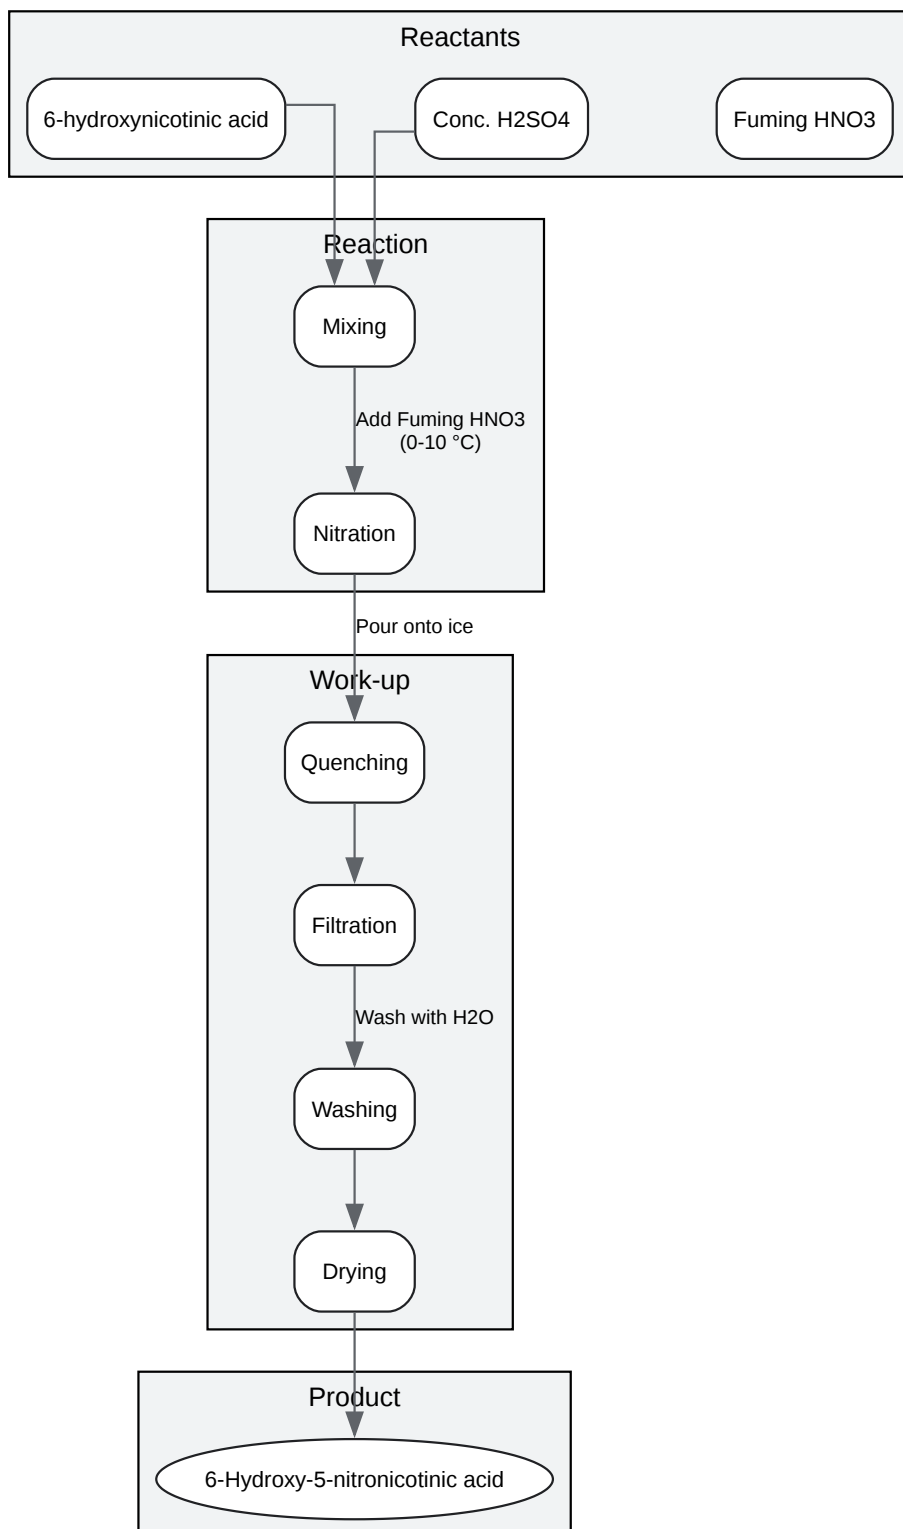 Reactants
6-hydroxynicotinic acid
Conc. H2SO4
Fuming HNO3
Reaction
Mixing
Add Fuming HNO3
(0-10 °C)
Nitration
Pour onto ice
Work-up
Quenching
Filtration
Wash with H2O
Washing
Drying
Product
6-Hydroxy-5-nitronicotinic acid